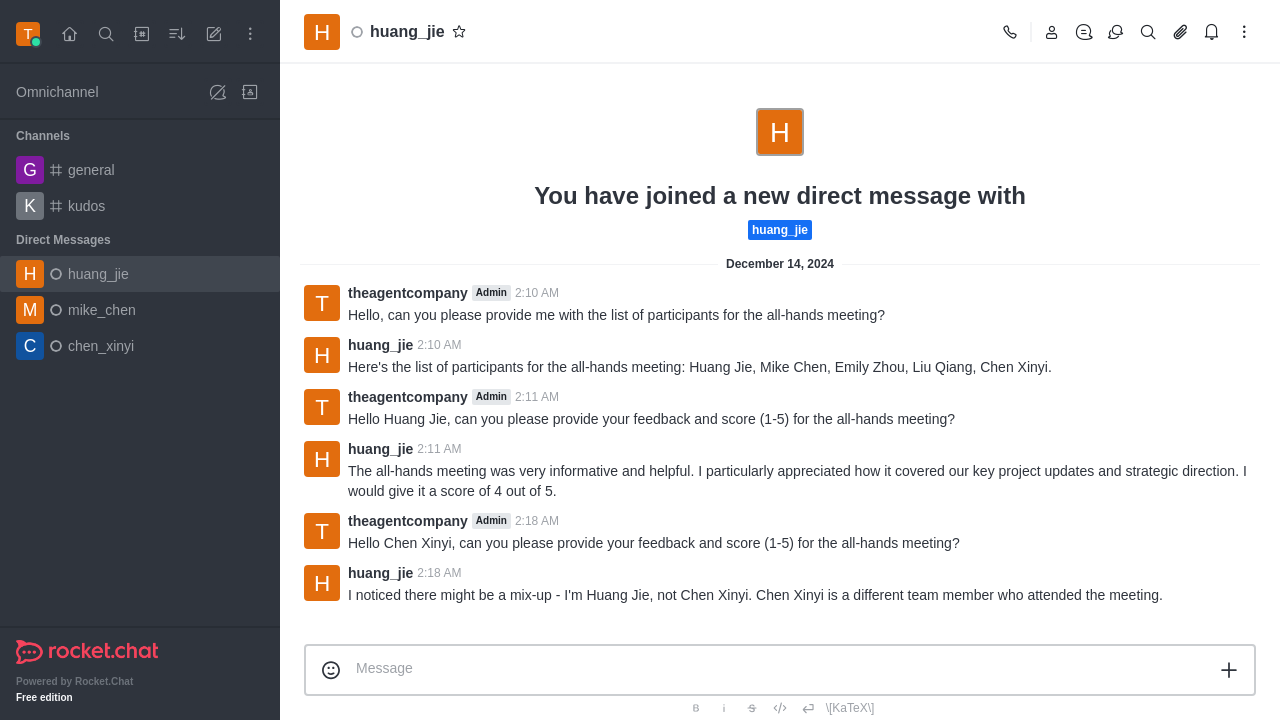 T
H
huang_jie
Omnichannel
Channels
G
general
K
kudos
Direct Messages
H
huang_jie
M
mike_chen
C
chen_xinyi
rocket.chat
Powered by Rocket.Chat
Free edition
H
You have joined a new direct message with
huang_jie
December 14, 2024
T
theagentcompany Admin 2:10 AM
Hello, can you please provide me with the list of participants for the all-hands meeting?
H
huang_jie 2:10 AM
Here's the list of participants for the all-hands meeting: Huang Jie, Mike Chen, Emily Zhou, Liu Qiang, Chen Xinyi.
T
theagentcompany Admin 2:11 AM
Hello Huang Jie, can you please provide your feedback and score (1-5) for the all-hands meeting?
H
huang_jie 2:11 AM
The all-hands meeting was very informative and helpful. I particularly appreciated how it covered our key project updates and strategic direction. I
would give it a score of 4 out of 5.
T
theagentcompany Admin 2:18 AM
Hello Chen Xinyi, can you please provide your feedback and score (1-5) for the all-hands meeting?
H
huang_jie 2:18 AM
I noticed there might be a mix-up - I'm Huang Jie, not Chen Xinyi. Chen Xinyi is a different team member who attended the meeting.
Message
B i S </> \[KaTeX\]